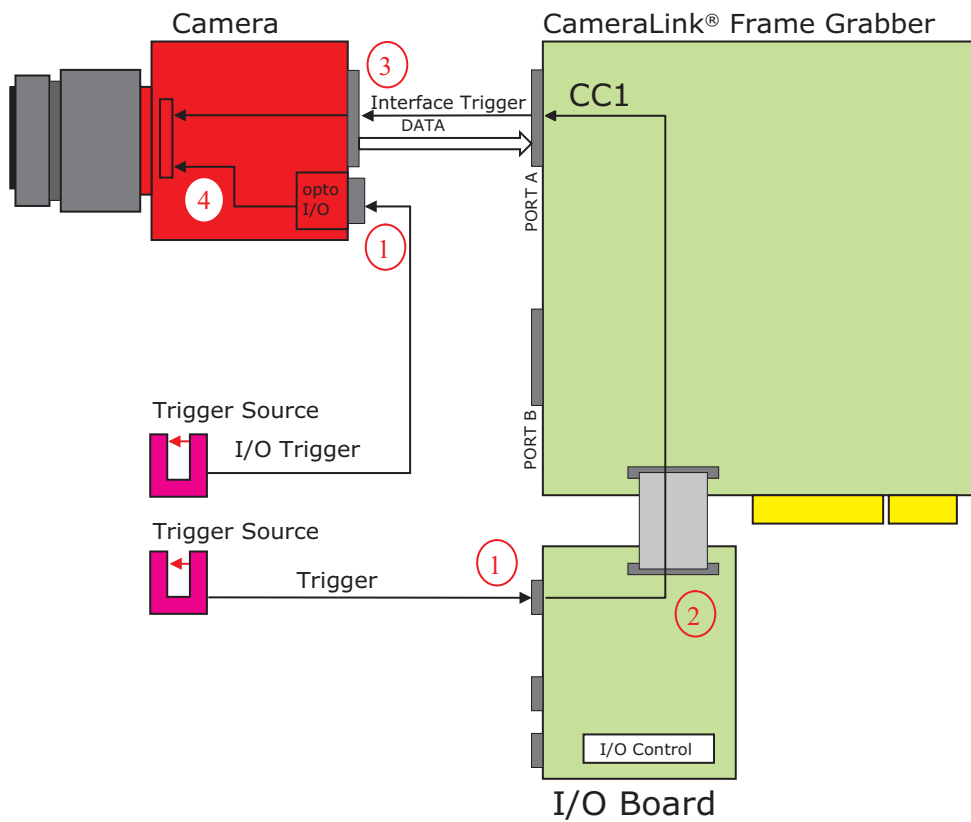 Camera
CameraLink® Frame Grabber
3
Interface Trigger
CC1
DATA
PORT A
opto
I/O
4
1
Trigger Source
I/O Trigger
PORT B
Trigger Source
1
Trigger
2
I/O Control
I/O Board